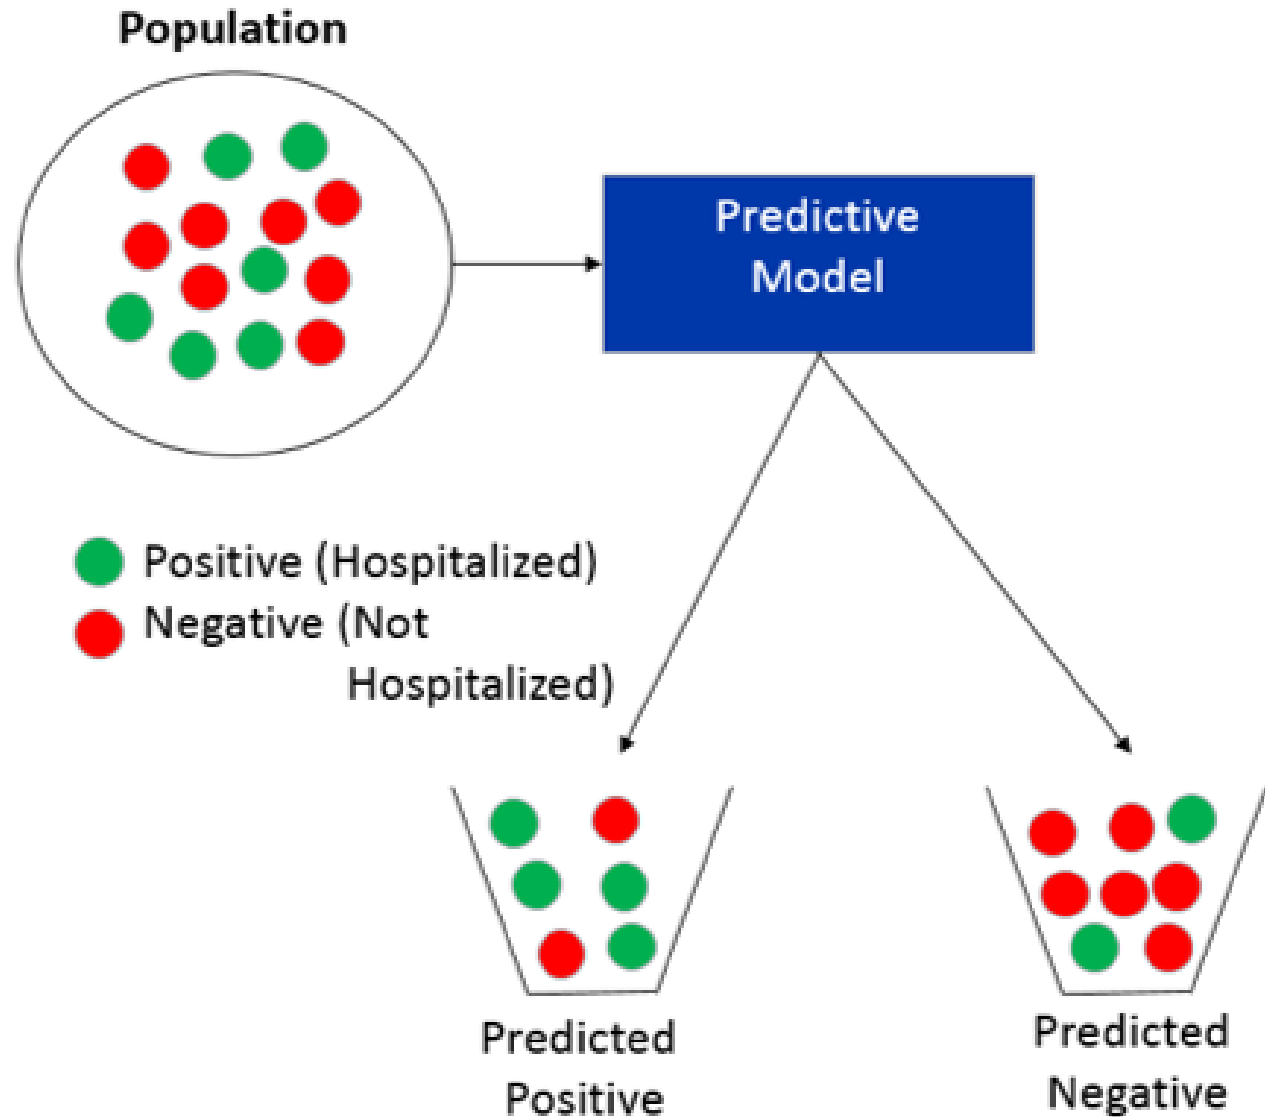 Population
Predictive
Model
Positive (Hospitalized)
Negative (Not
Hospitalized)
Predicted
Positive
Predicted
Negative